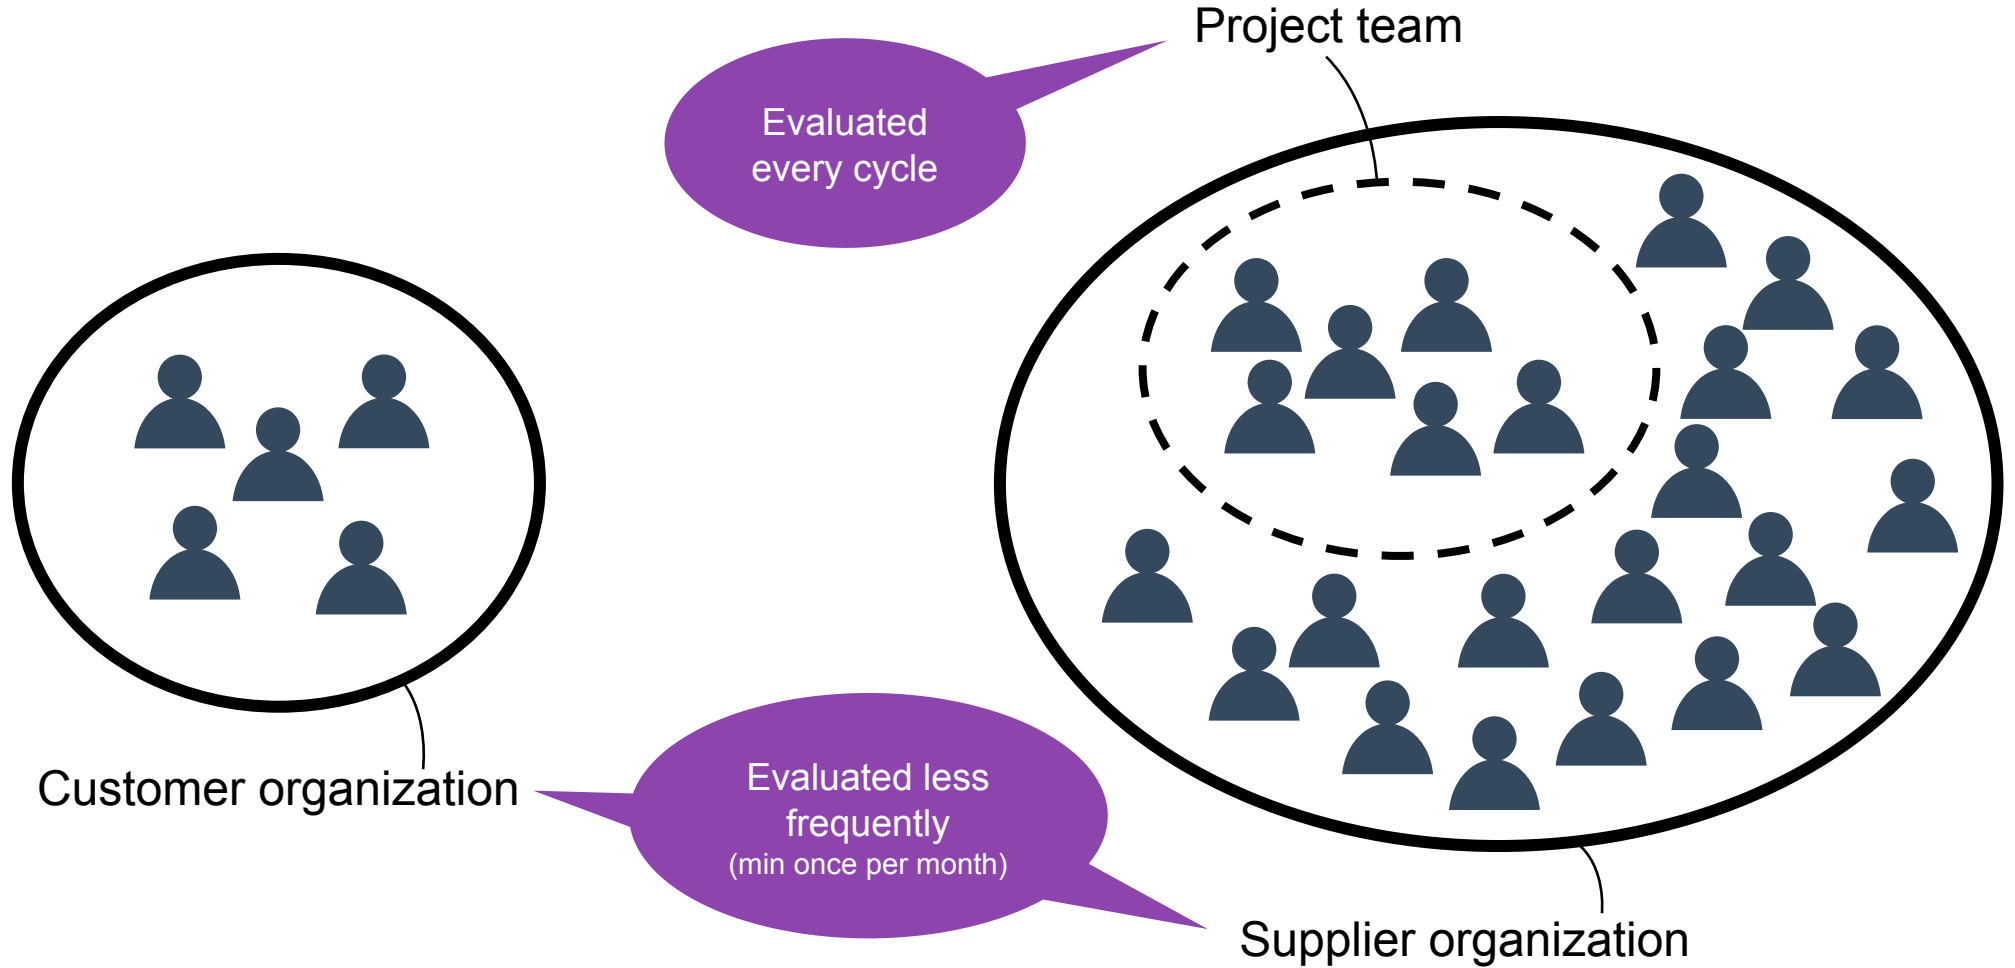 Project team
Evaluated
every cycle
Customer organization
Evaluated less
frequently
(min once per month)
Supplier organization